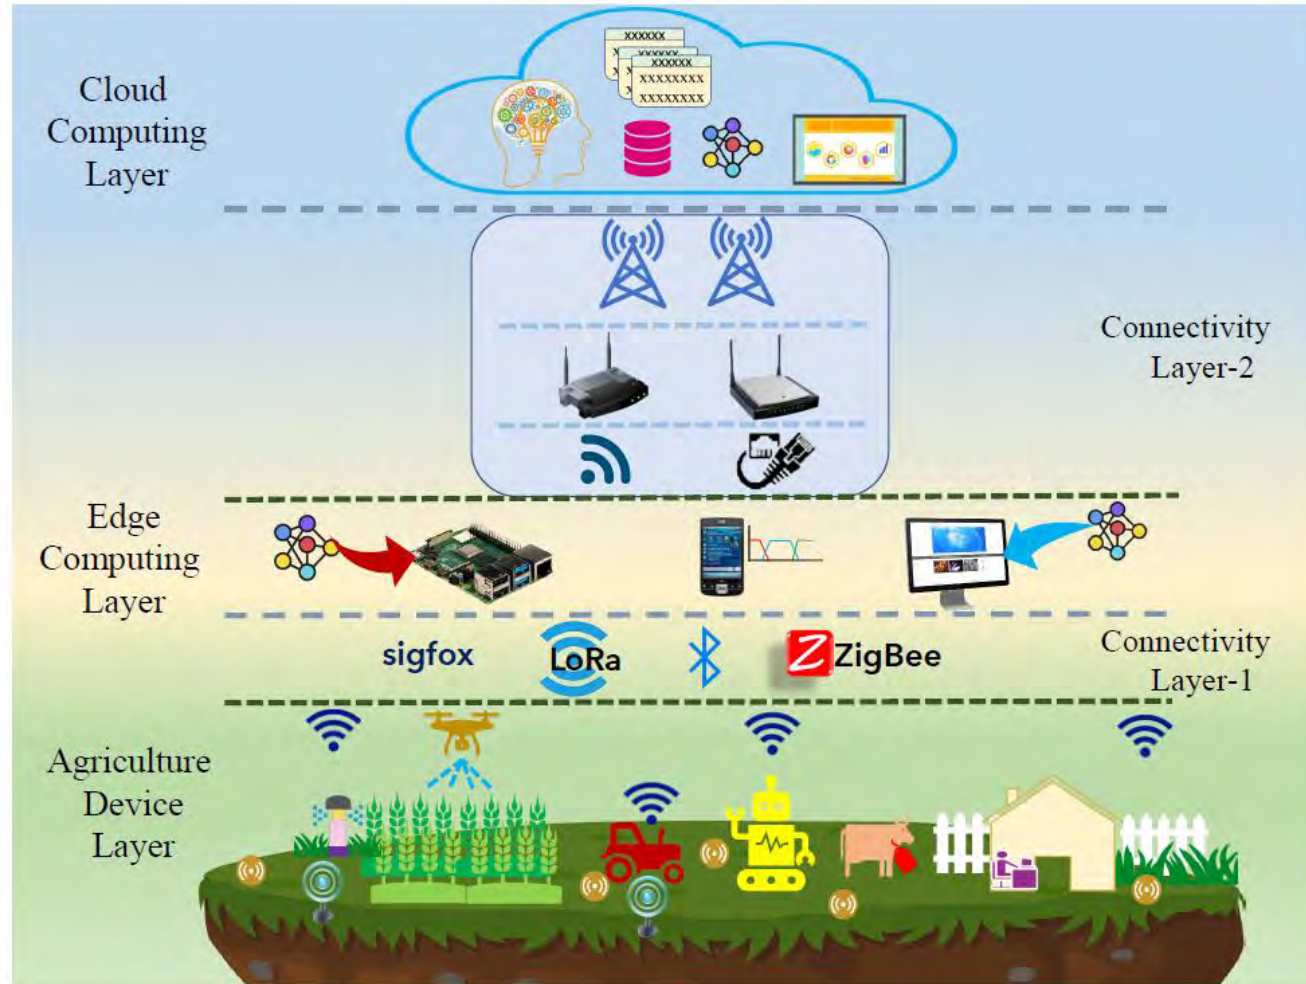 Cloud
Computing
Layer
XXXXXX
XXXXXX
XXXXXX
XXXXXXXX
XXXXXXXX
Connectivity
Layer-2
Edge
Computing
Layer
sigfox
LoRa
Z ZigBee
Connectivity
Layer-1
Agriculture
Device
Layer